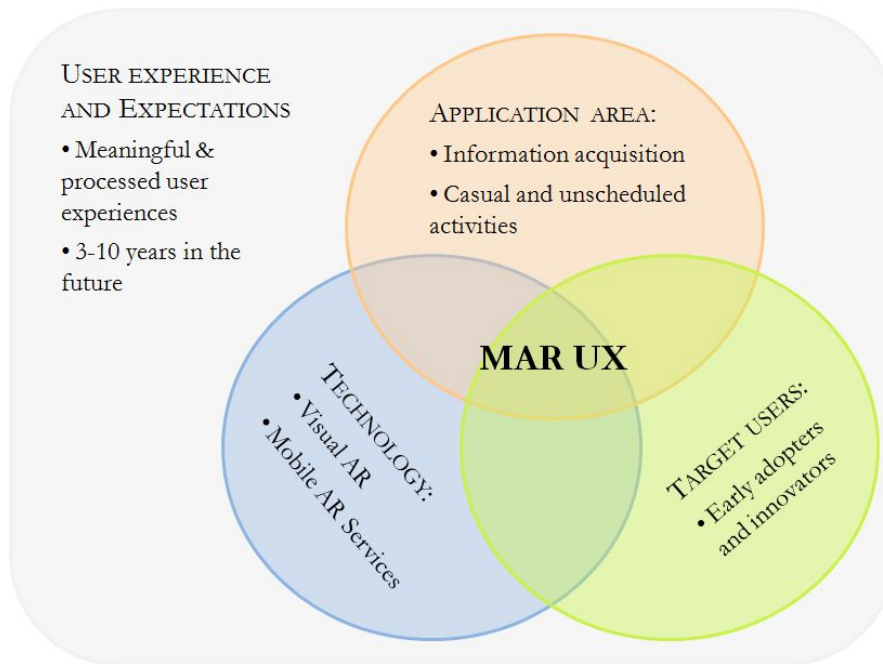 USER EXPERIENCE
AND EXPECTATIONS
• Meaningful &
processed user
experiences
• 3-10 years in the
future
APPLICATION AREA:
• Information acquisition
• Casual and unscheduled
activities
MAR UX
TECHNOLOGY:
• Visual AR
• Mobile AR Services
TARGET USERS:
• Early adopters
and innovators